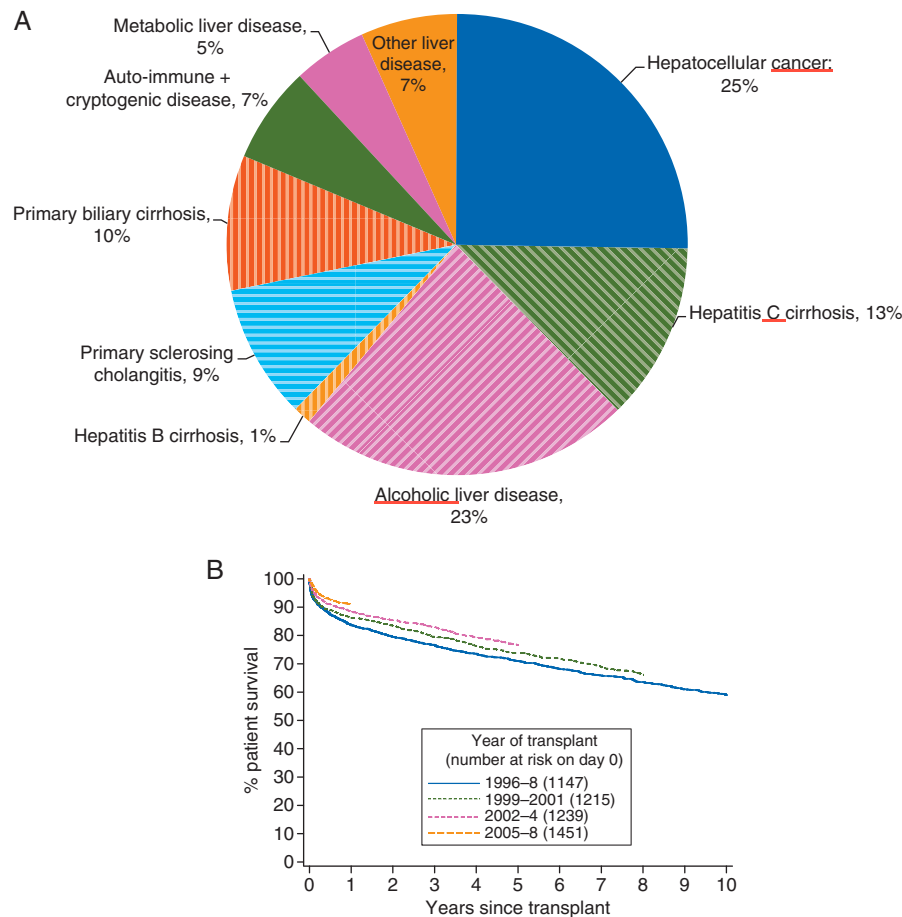 A
Metabolic liver disease,
5%
Other liver
disease,
7%
Hepatocellular cancer:
25%
Auto-immune +
cryptogenic disease, 7%
Primary biliary cirrhosis,
10%
Hepatitis C cirrhosis, 13%
Primary sclerosing
cholangitis, 9%
Hepatitis B cirrhosis, 1%
Alcoholic liver disease,
23%
B
% patient survival
100
90
80
70
60
50
40
30
20
10
0
Year of transplant
(number at risk on day 0)
1996–8 (1147)
1999–2001 (1215)
2002–4 (1239)
2005–8 (1451)
0 1 2 3 4 5 6 7 8 9 10
Years since transplant